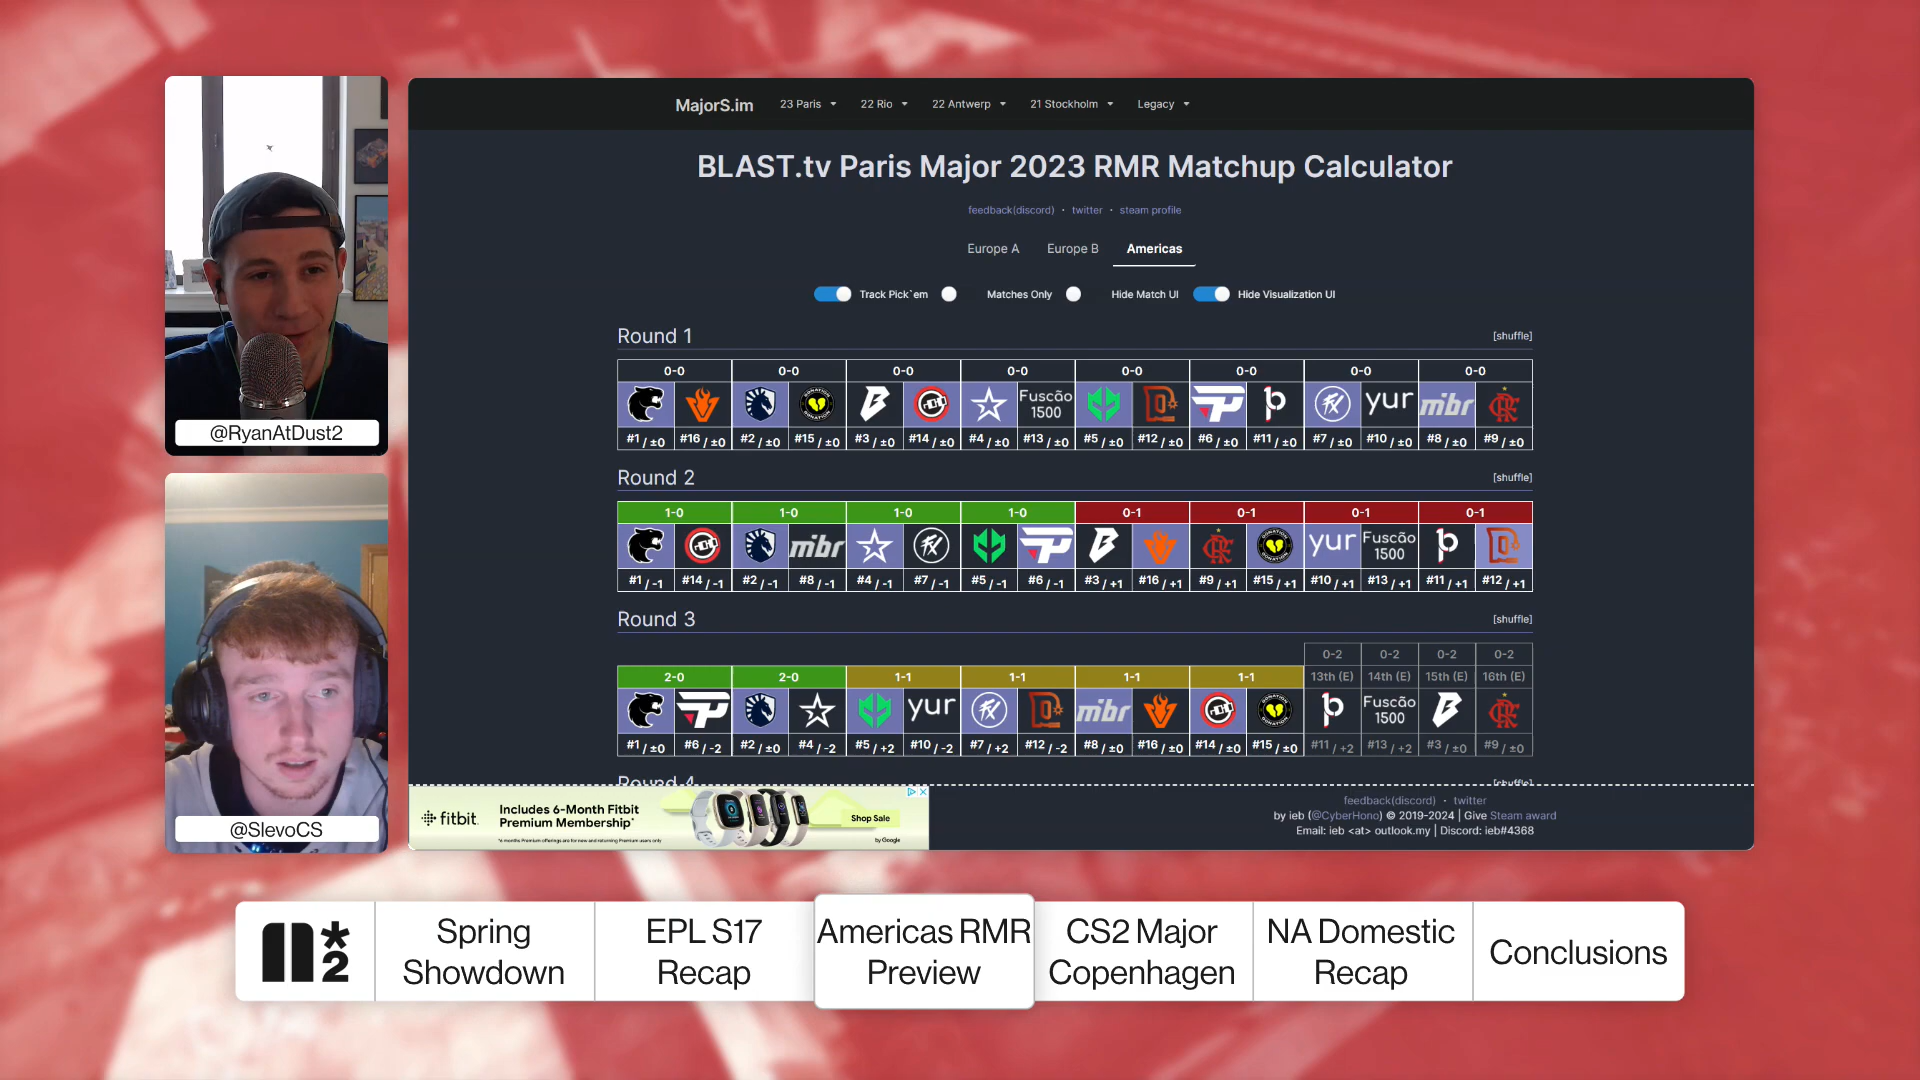 MajorS.im 23 Paris 22 Rio 22 Antwerp 21 Stockholm Legacy
BLAST.tv Paris Major 2023 RMR Matchup Calculator
feedback(discord) · twitter · steam profile
Europe A Europe B Americas
Track Pick`em Matches Only Hide Match UI Hide Visualization UI
Round 1 [shuffle]
0-0 0-0 0-0 0-0 0-0 0-0 0-0 0-0
Fuscão 1500 yur mibr
#1 / ±0 #16 / ±0 #2 / ±0 #15 / ±0 #3 / ±0 #14 / ±0 #4 / ±0 #13 / ±0 #5 / ±0 #12 / ±0 #6 / ±0 #11 / ±0 #7 / ±0 #10 / ±0 #8 / ±0 #9 / ±0
Round 2 [shuffle]
1-0 1-0 1-0 1-0 0-1 0-1 0-1 0-1
mibr yur Fuscão 1500
#1 / -1 #14 / -1 #2 / -1 #8 / -1 #4 / -1 #7 / -1 #5 / -1 #6 / -1 #3 / +1 #16 / +1 #9 / +1 #15 / +1 #10 / +1 #13 / +1 #11 / +1 #12 / +1
Round 3 [shuffle]
0-2 0-2 0-2 0-2
2-0 2-0 1-1 1-1 1-1 1-1 13th (E) 14th (E) 15th (E) 16th (E)
yur mibr Fuscão 1500
#1 / ±0 #6 / -2 #2 / ±0 #4 / -2 #5 / +2 #10 / -2 #7 / +2 #12 / -2 #8 / ±0 #16 / ±0 #14 / ±0 #15 / ±0 #11 / +2 #13 / +2 #3 / ±0 #9 / ±0
Round 4 [shuffle]
fitbit.
Includes 6-Month Fitbit
Premium Membership*
Shop Sale
by Google
feedback(discord) · twitter
by ieb (@CyberHono) © 2019-2024 | Give Steam award
Email: ieb <at> outlook.my | Discord: ieb#4368
@RyanAtDust2
@SlevoCS
Spring
Showdown
EPL S17
Recap
Americas RMR
Preview
CS2 Major
Copenhagen
NA Domestic
Recap
Conclusions